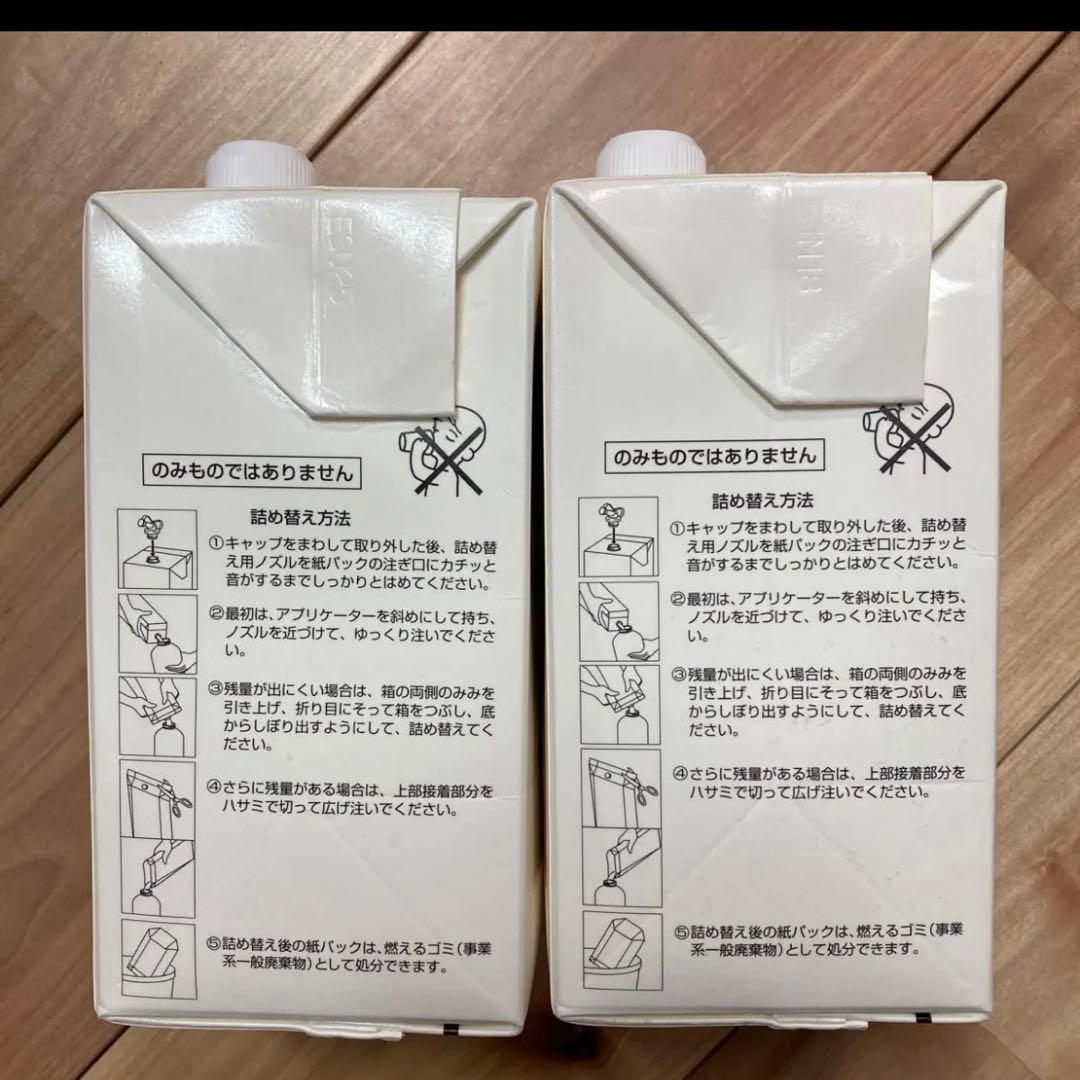 のみものではありません
詰め替え方法
①キャップをまわして取り外した後、詰め替
え用ノズルを紙パックの注ぎ口にカチッと
音がするまでしっかりとはめてください。
②最初は、アプリケーターを斜めにして持ち、
ノズルを近づけて、ゆっくり注いでくださ
い。
③残量が出にくい場合は、箱の両側のみみを
引き上げ、折り目にそって箱をつぶし、底
からしぼり出すようにして、詰め替えてく
ださい。
④さらに残量がある場合は、上部接着部分を
ハサミで切って広げ注いでください。
⑤詰め替え後の紙パックは、燃えるゴミ(事業
系一般廃棄物)として処分できます。
のみものではありません
詰め替え方法
①キャップをまわして取り外した後、詰め替
え用ノズルを紙パックの注ぎ口にカチッと
音がするまでしっかりとはめてください。
②最初は、アプリケーターを斜めにして持ち、
ノズルを近づけて、ゆっくり注いでくださ
い。
③残量が出にくい場合は、箱の両側のみみを
引き上げ、折り目にそって箱をつぶし、底
からしぼり出すようにして、詰め替えてく
ださい。
④さらに残量がある場合は、上部接着部分を
ハサミで切って広げ注いでください。
⑤詰め替え後の紙パックは、燃えるゴミ(事業
系一般廃棄物)として処分できます。